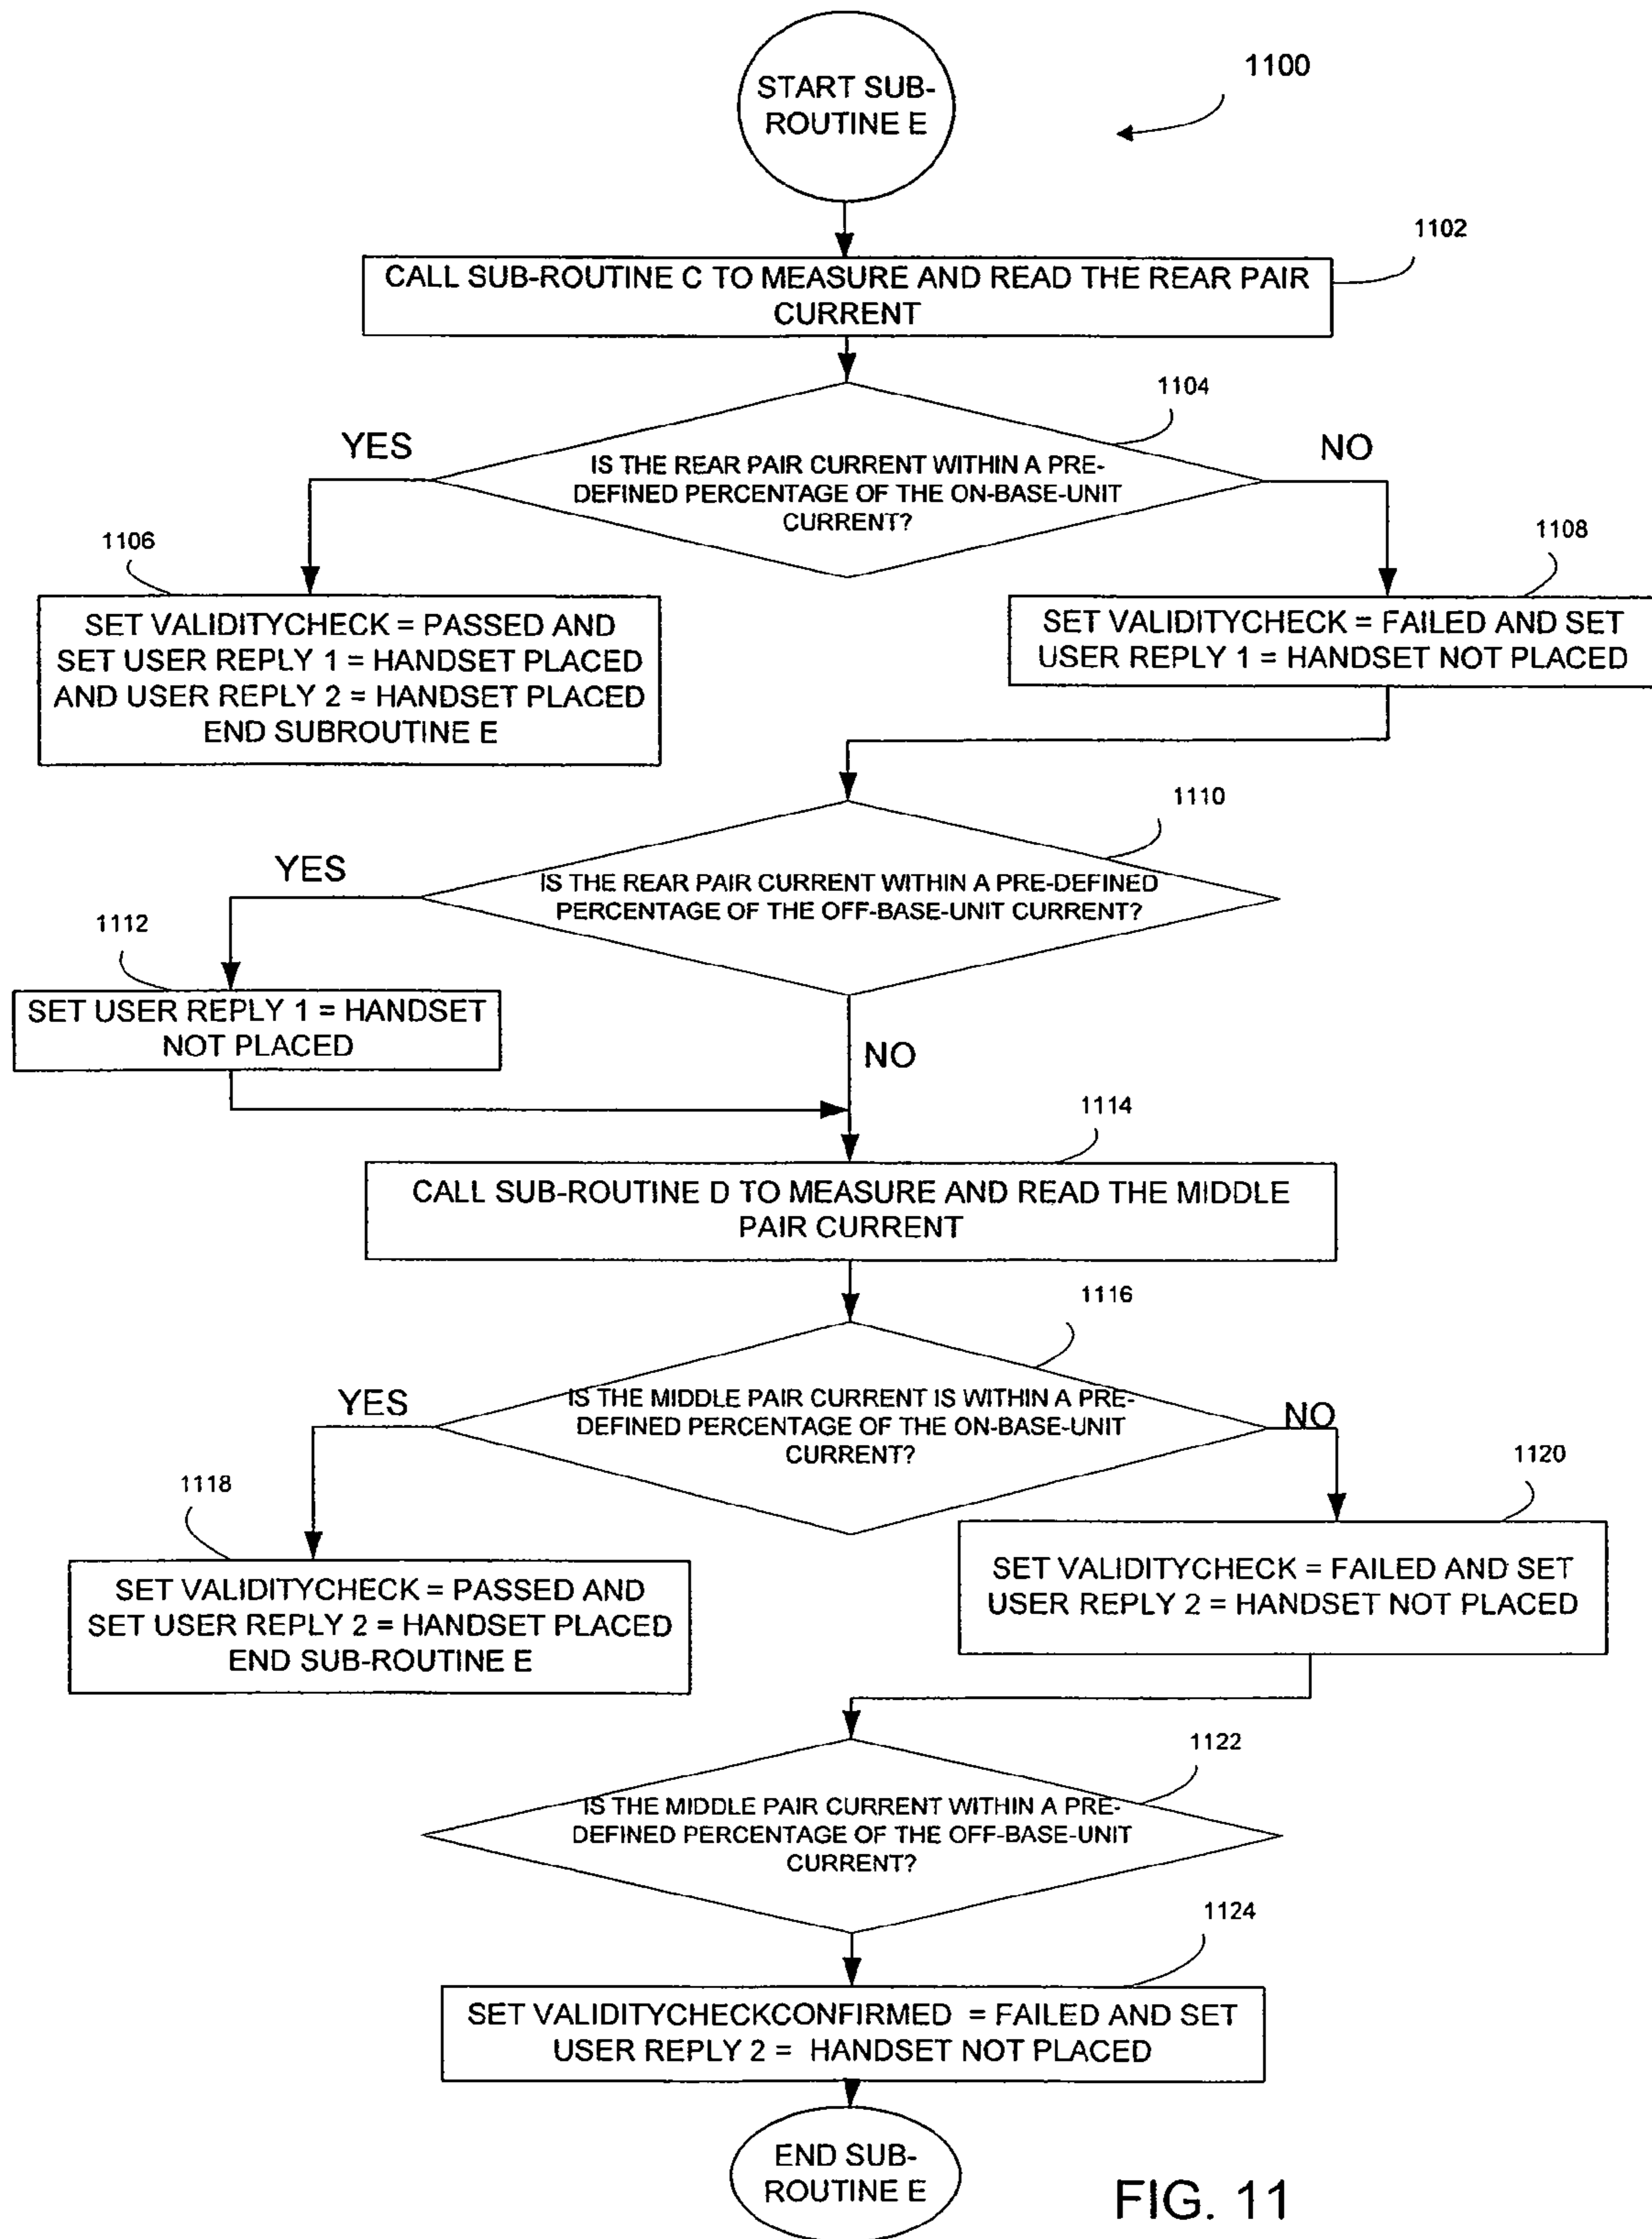 START SUB-
ROUTINE E
1100
1102
CALL SUB-ROUTINE C TO MEASURE AND READ THE REAR PAIR
CURRENT
1104
YES
NO
IS THE REAR PAIR CURRENT WITHIN A PRE-
DEFINED PERCENTAGE OF THE ON-BASE-UNIT
CURRENT?
1106
1108
SET VALIDITYCHECK = PASSED AND
SET USER REPLY 1 = HANDSET PLACED
AND USER REPLY 2 = HANDSET PLACED
END SUBROUTINE E
SET VALIDITYCHECK = FAILED AND SET
USER REPLY 1 = HANDSET NOT PLACED
1110
YES
IS THE REAR PAIR CURRENT WITHIN A PRE-DEFINED
PERCENTAGE OF THE OFF-BASE-UNIT CURRENT?
1112
SET USER REPLY 1 = HANDSET
NOT PLACED
NO
1114
CALL SUB-ROUTINE D TO MEASURE AND READ THE MIDDLE
PAIR CURRENT
1116
YES
NO
IS THE MIDDLE PAIR CURRENT IS WITHIN A PRE-
DEFINED PERCENTAGE OF THE ON-BASE-UNIT
CURRENT?
1118
1120
SET VALIDITYCHECK = PASSED AND
SET USER REPLY 2 = HANDSET PLACED
END SUB-ROUTINE E
SET VALIDITYCHECK = FAILED AND SET
USER REPLY 2 = HANDSET NOT PLACED
1122
IS THE MIDDLE PAIR CURRENT WITHIN A PRE-
DEFINED PERCENTAGE OF THE OFF-BASE-UNIT
CURRENT?
1124
SET VALIDITYCHECKCONFIRMED = FAILED AND SET
USER REPLY 2 = HANDSET NOT PLACED
END SUB-
ROUTINE E
FIG. 11